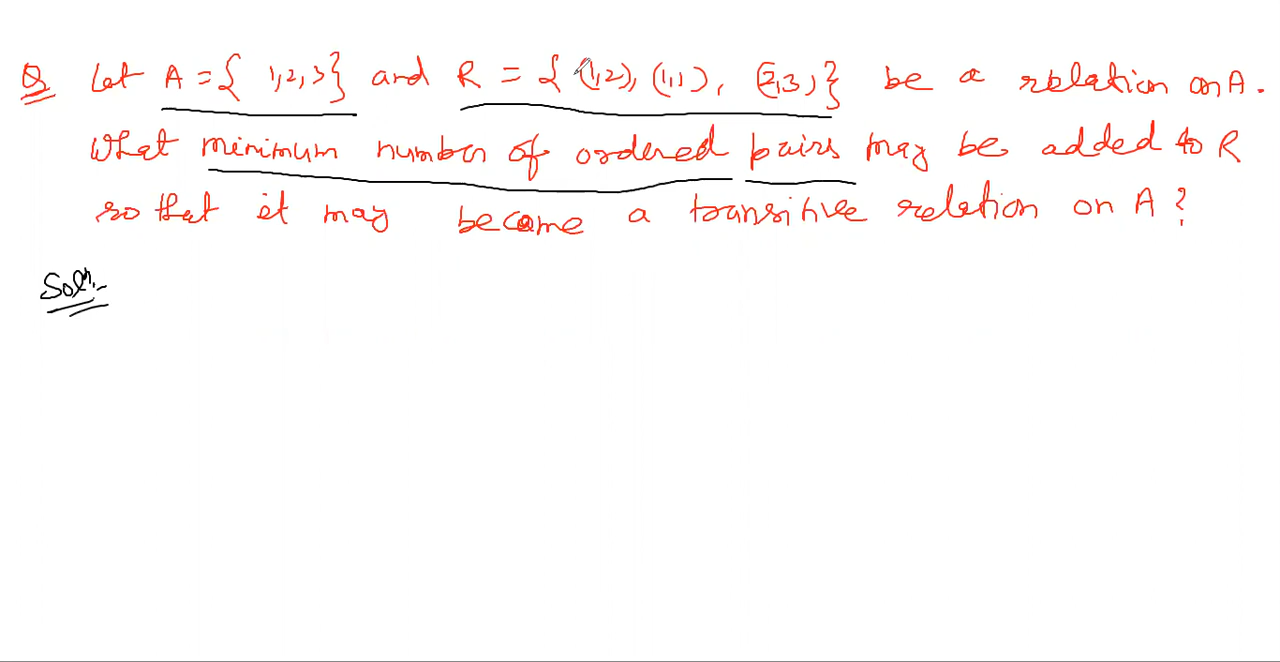 Q Let A = { 1, 2, 3} and R = { (1,2), (1,1), (2,3,)} be a relation on A.
What minimum number of ordered pairs may be added to R
so that it may become a transitive relation on A?
Soln.